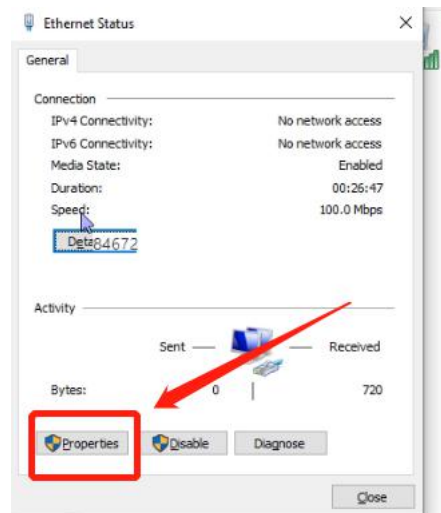 Ethernet Status
General
Connection
IPv4 Connectivity: No network access
IPv6 Connectivity: No network access
Media State: Enabled
Duration: 00:26:47
Speed: 100.0 Mbps
84672
Activity
Sent Received
Bytes: 0 720
Properties Disable Diagnose
Close